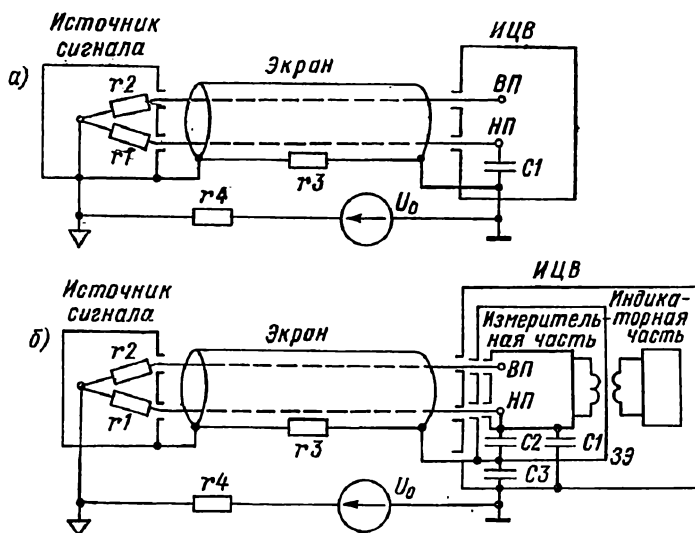 Источник
сигнала
ИЦВ
а)
Экран
r2
r1
ВП
НП
r3
C1
r4
U₀
ИЦВ
Источник
сигнала
б)
Экран
Измеритель-
ная часть
Индика-
торная часть
r2
r1
ВП
НП
r3
C2
C1
ЗЭ
C3
r4
U₀